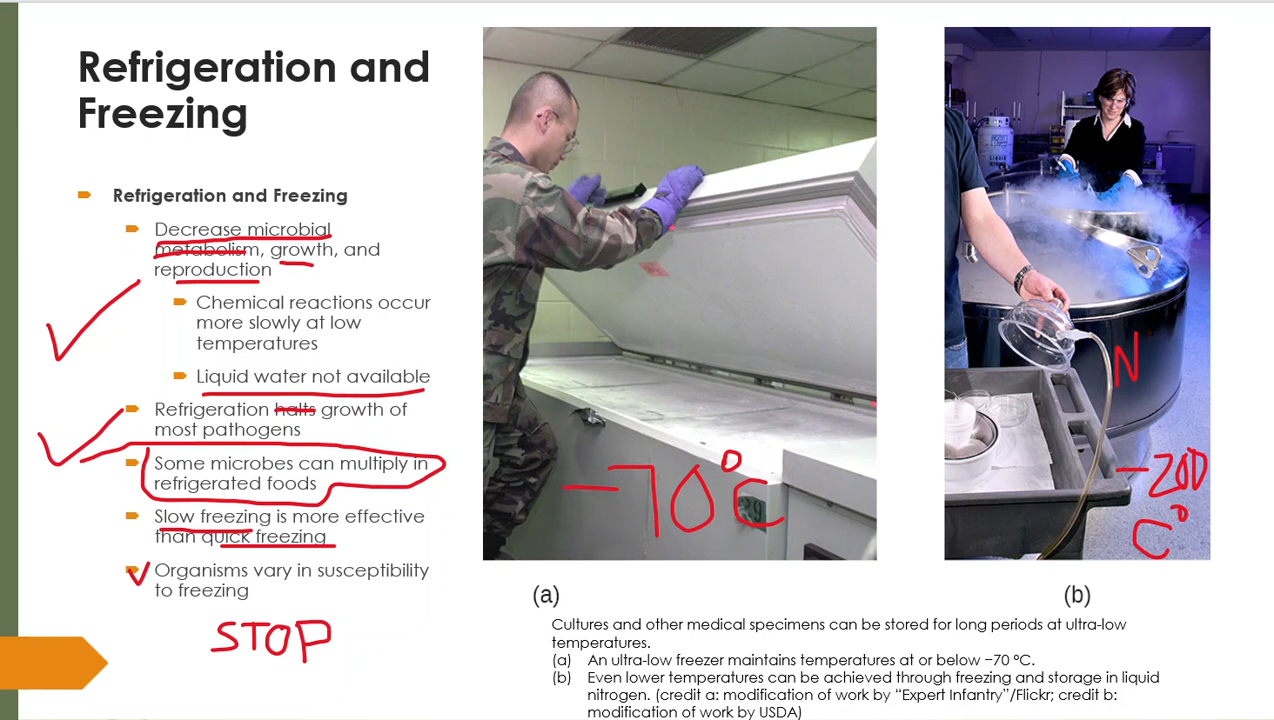 Refrigeration and
Freezing
Refrigeration and Freezing
Decrease microbial
metabolism, growth, and
reproduction
Chemical reactions occur
more slowly at low
temperatures
Liquid water not available
Refrigeration halts growth of
most pathogens
Some microbes can multiply in
refrigerated foods
Slow freezing is more effective
than quick freezing
Organisms vary in susceptibility
to freezing
STOP
-70°C
N
-200
C°
(a)
(b)
Cultures and other medical specimens can be stored for long periods at ultra-low
temperatures.
(a) An ultra-low freezer maintains temperatures at or below −70 °C.
(b) Even lower temperatures can be achieved through freezing and storage in liquid
nitrogen. (credit a: modification of work by “Expert Infantry”/Flickr; credit b:
modification of work by USDA)